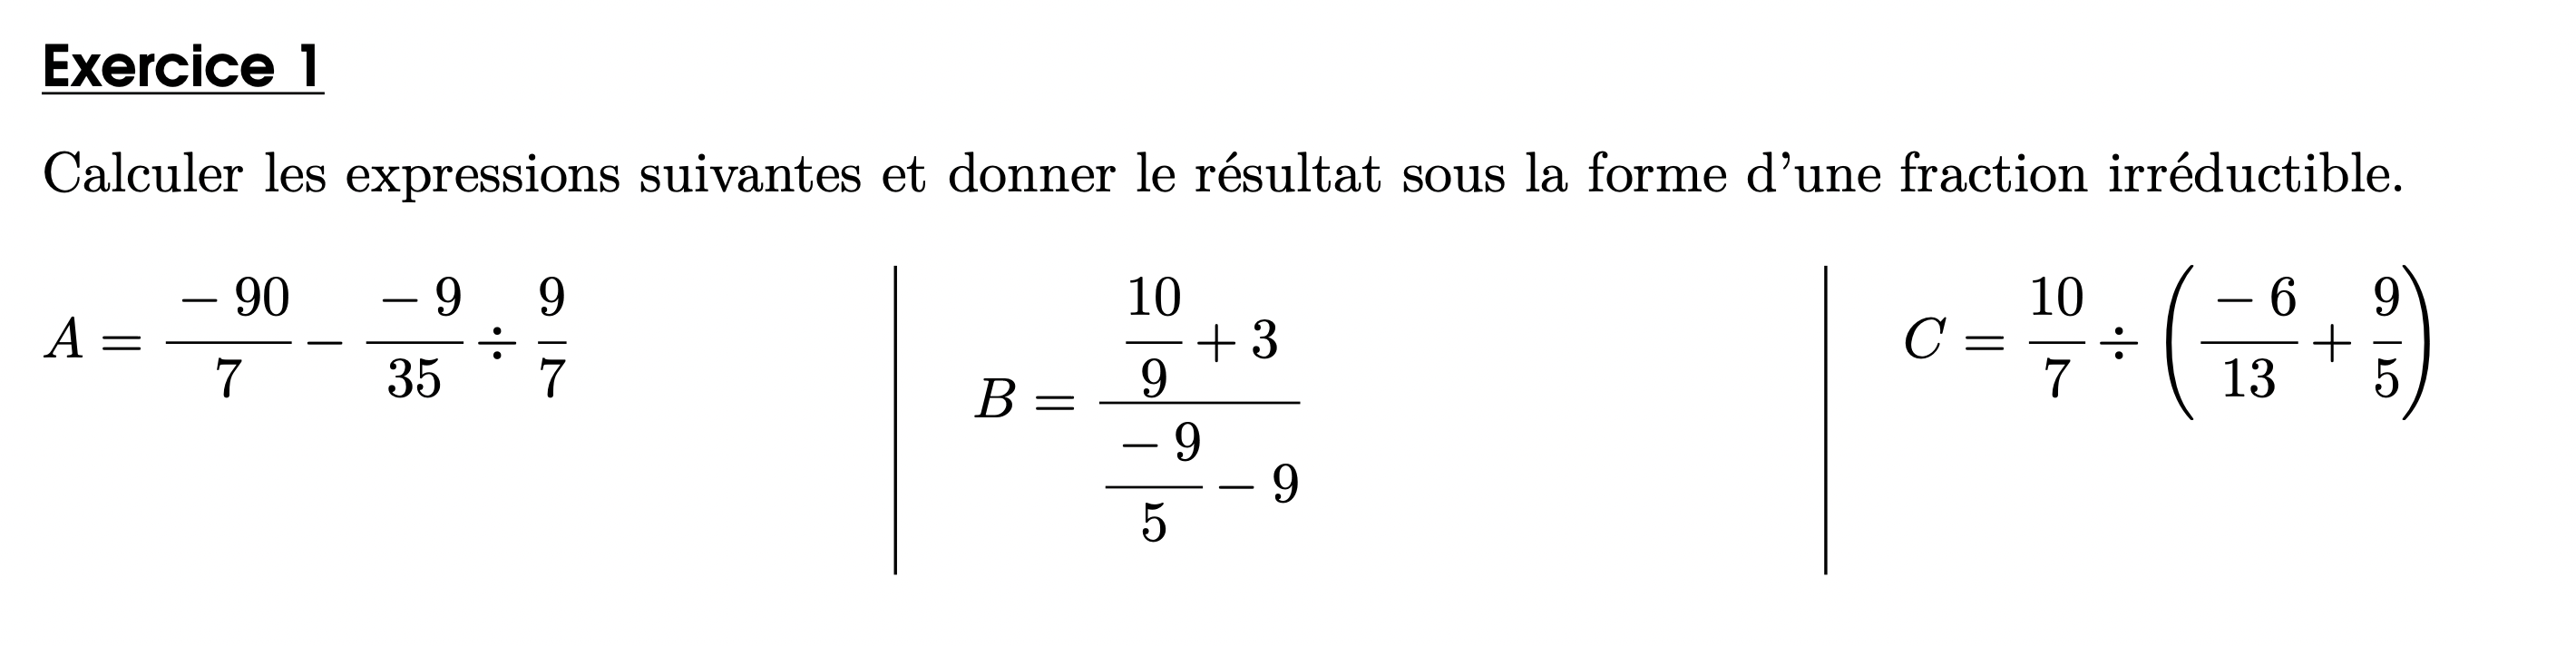 Exercice 1
Calculer les expressions suivantes et donner le résultat sous la forme d'une fraction irréductible.
A = \frac{-90}{7} - \frac{-9}{35} ÷ \frac{9}{7}
B = \frac{\frac{10}{9} + 3}{\frac{-9}{5} - 9}
C = \frac{10}{7} ÷ \left( \frac{-6}{13} + \frac{9}{5} \right)